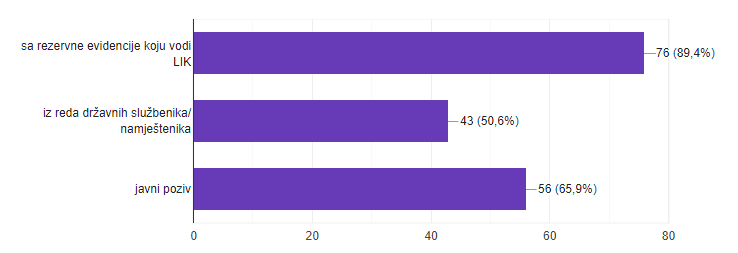 sa rezervne evidencije koju vodi
LIK
76 (89,4%)
iz reda državnih službenika/
namještenika
43 (50,6%)
javni poziv
56 (65,9%)
0
20
40
60
80